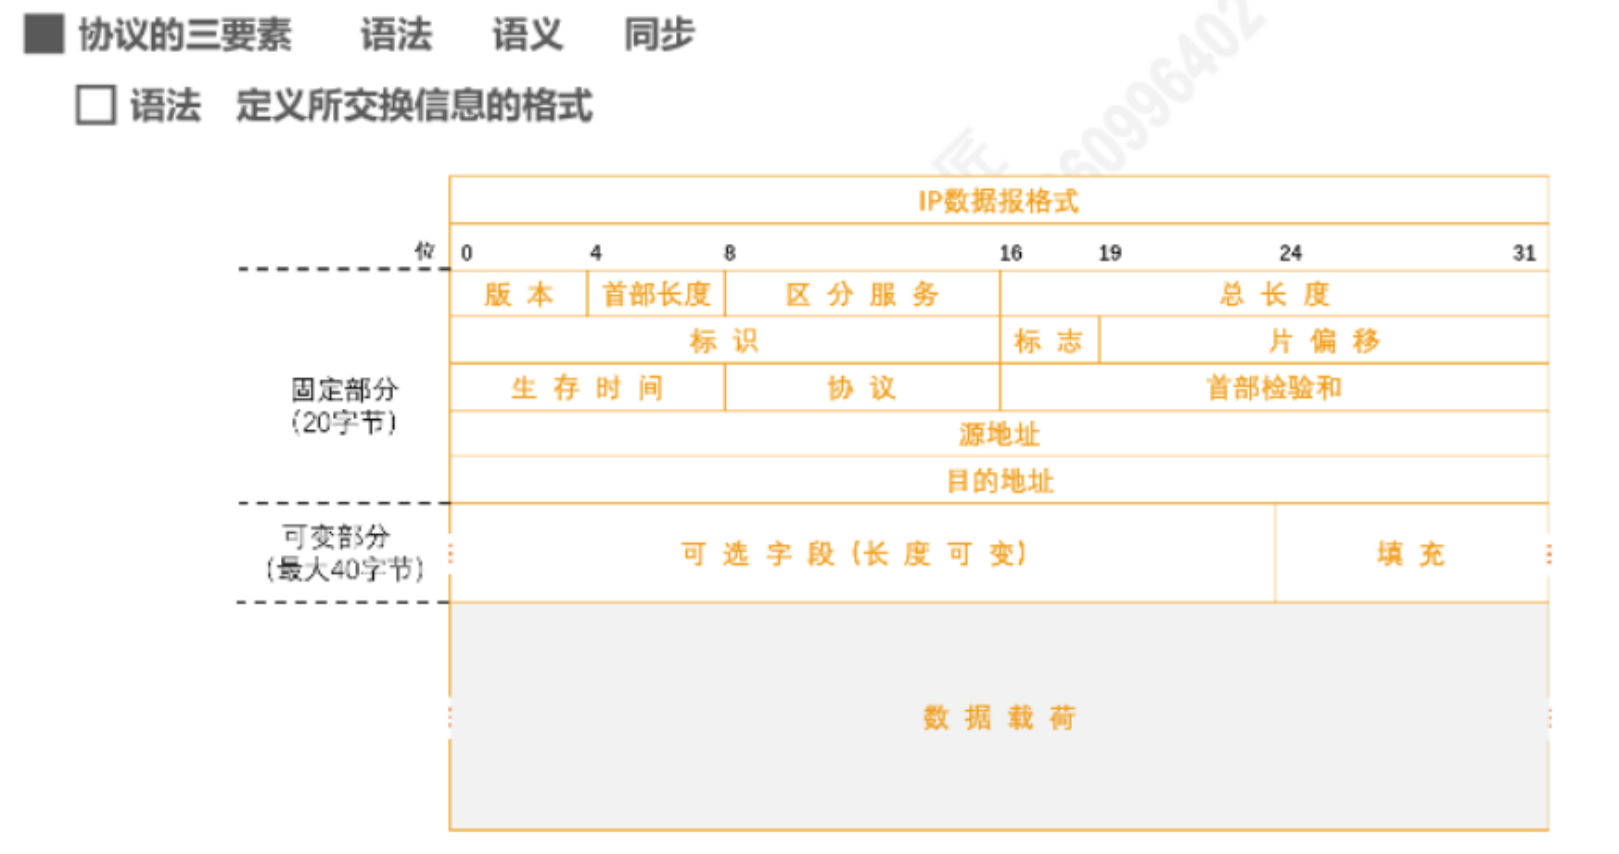 协议的三要素 语法 语义 同步
语法 定义所交换信息的格式
IP数据报格式
位 0 4 8 16 19 24 31
版本 首部长度 区分服务 总长度
标识 标志 片偏移
生存时间 协议 首部检验和
固定部分
(20字节)
源地址
目的地址
可变部分
(最大40字节)
可选字段(长度可变) 填充
数据载荷
匠
60996402